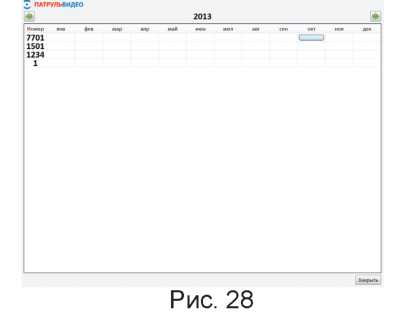 ПАТРУЛЬВИДЕО
2013
Номер янв фев мар апр май июн июл авг сен окт ноя дек
7701
1501
1234
1
Закрыть
Рис. 28